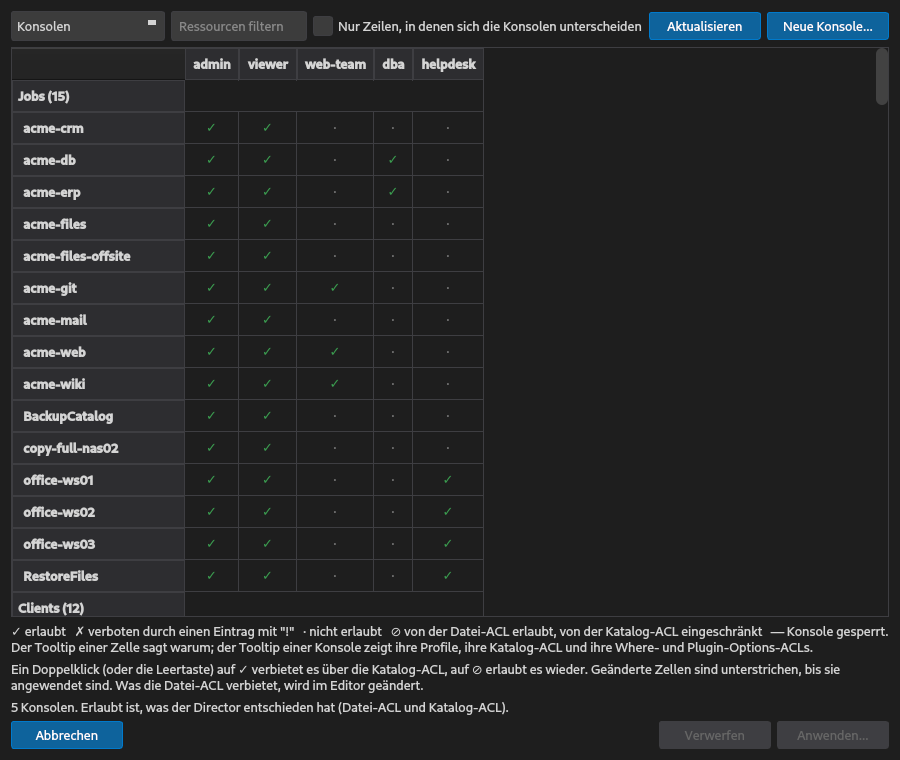 Konsolen Ressourcen filtern Nur Zeilen, in denen sich die Konsolen unterscheiden Aktualisieren Neue Konsole...
admin viewer web-team dba helpdesk
Jobs (15)
acme-crm ✓ ✓ · · ·
acme-db ✓ ✓ · ✓ ·
acme-erp ✓ ✓ · ✓ ·
acme-files ✓ ✓ · · ·
acme-files-offsite ✓ ✓ · · ·
acme-git ✓ ✓ ✓ · ·
acme-mail ✓ ✓ · · ·
acme-web ✓ ✓ ✓ · ·
acme-wiki ✓ ✓ ✓ · ·
BackupCatalog ✓ ✓ · · ·
copy-full-nas02 ✓ ✓ · · ·
office-ws01 ✓ ✓ · · ✓
office-ws02 ✓ ✓ · · ✓
office-ws03 ✓ ✓ · · ✓
RestoreFiles ✓ ✓ · · ✓
Clients (12)
✓ erlaubt ✗ verboten durch einen Eintrag mit "!" · nicht erlaubt ⊘ von der Datei-ACL erlaubt, von der Katalog-ACL eingeschränkt — Konsole gesperrt.
Der Tooltip einer Zelle sagt warum; der Tooltip einer Konsole zeigt ihre Profile, ihre Katalog-ACL und ihre Where- und Plugin-Options-ACLs.
Ein Doppelklick (oder die Leertaste) auf ✓ verbietet es über die Katalog-ACL, auf ⊘ erlaubt es wieder. Geänderte Zellen sind unterstrichen, bis sie
angewendet sind. Was die Datei-ACL verbietet, wird im Editor geändert.
5 Konsolen. Erlaubt ist, was der Director entschieden hat (Datei-ACL und Katalog-ACL).
Abbrechen Verwerfen Anwenden...